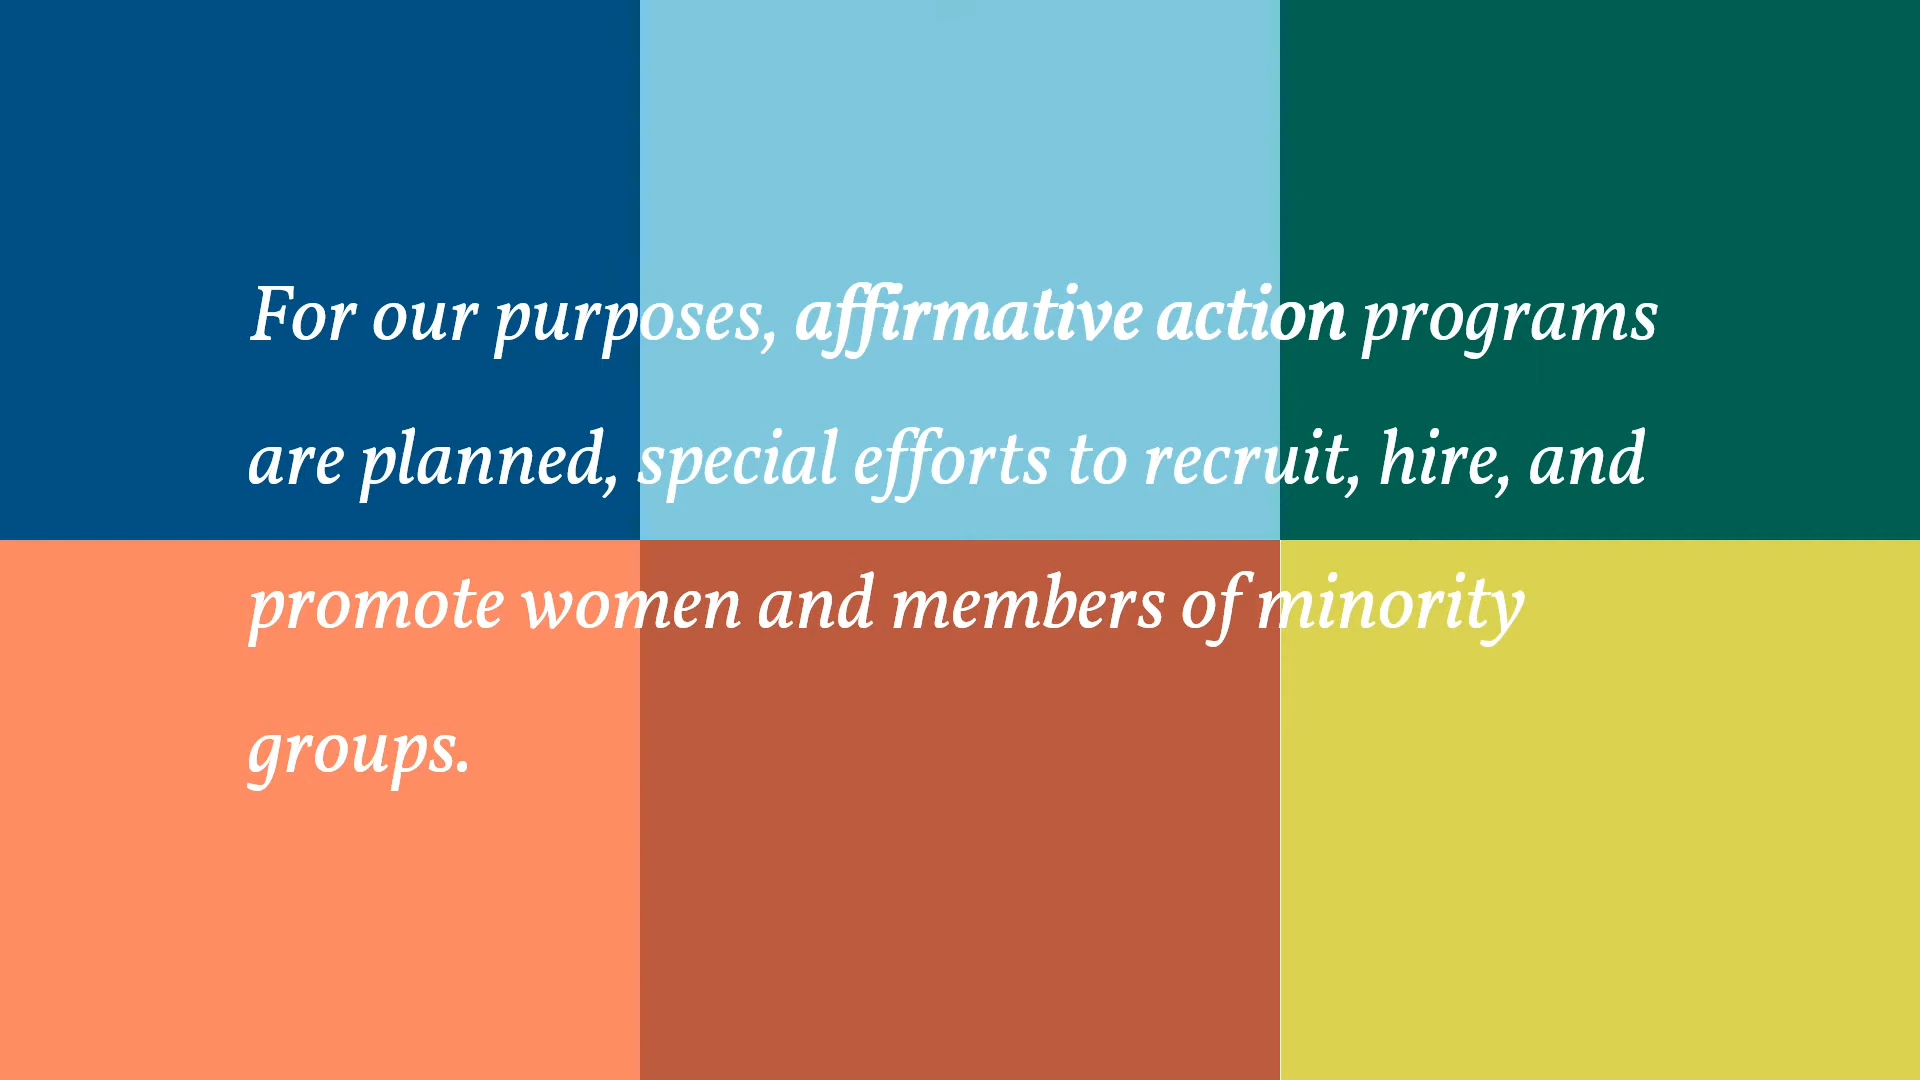 For our purposes, affirmative action programs
are planned, special efforts to recruit, hire, and
promote women and members of minority
groups.